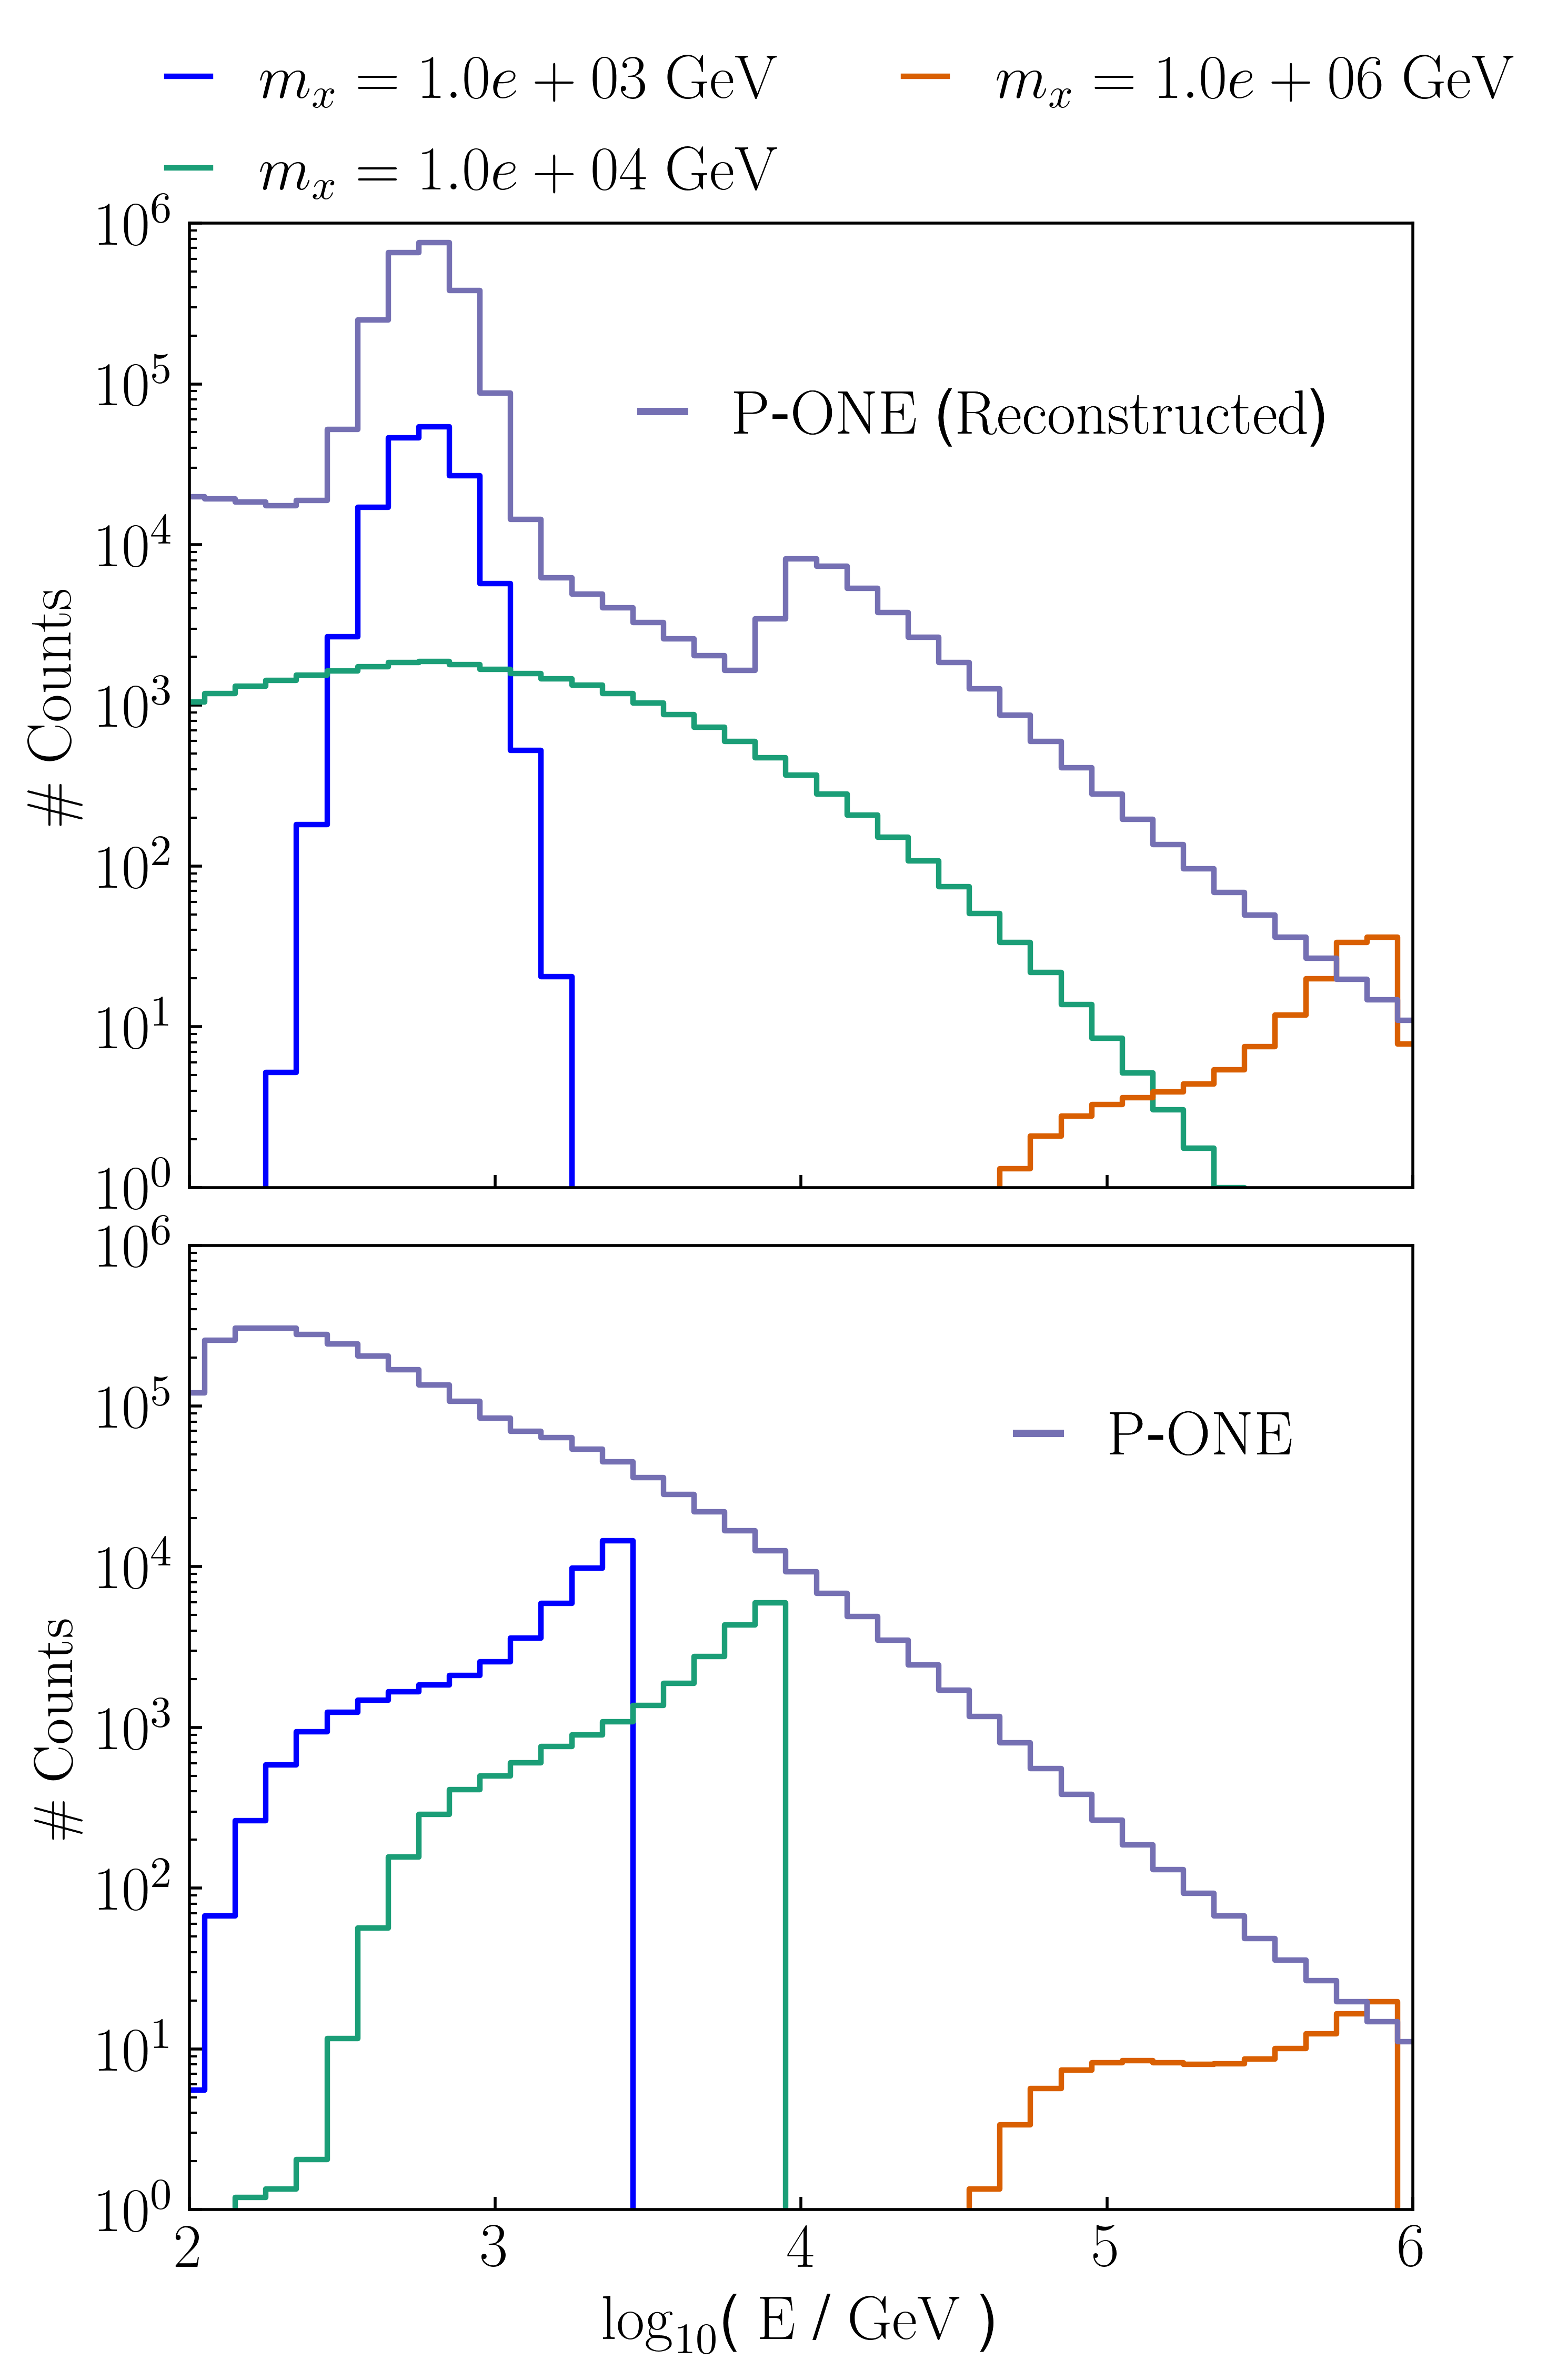 m_x = 1.0e + 03 GeV m_x = 1.0e + 06 GeV
m_x = 1.0e + 04 GeV
10^6
10^5
10^4
10^3
10^2
10^1
10^0
# Counts
P-ONE (Reconstructed)
10^6
10^5
10^4
10^3
10^2
10^1
10^0
# Counts
P-ONE
2 3 4 5 6
log_10( E / GeV )